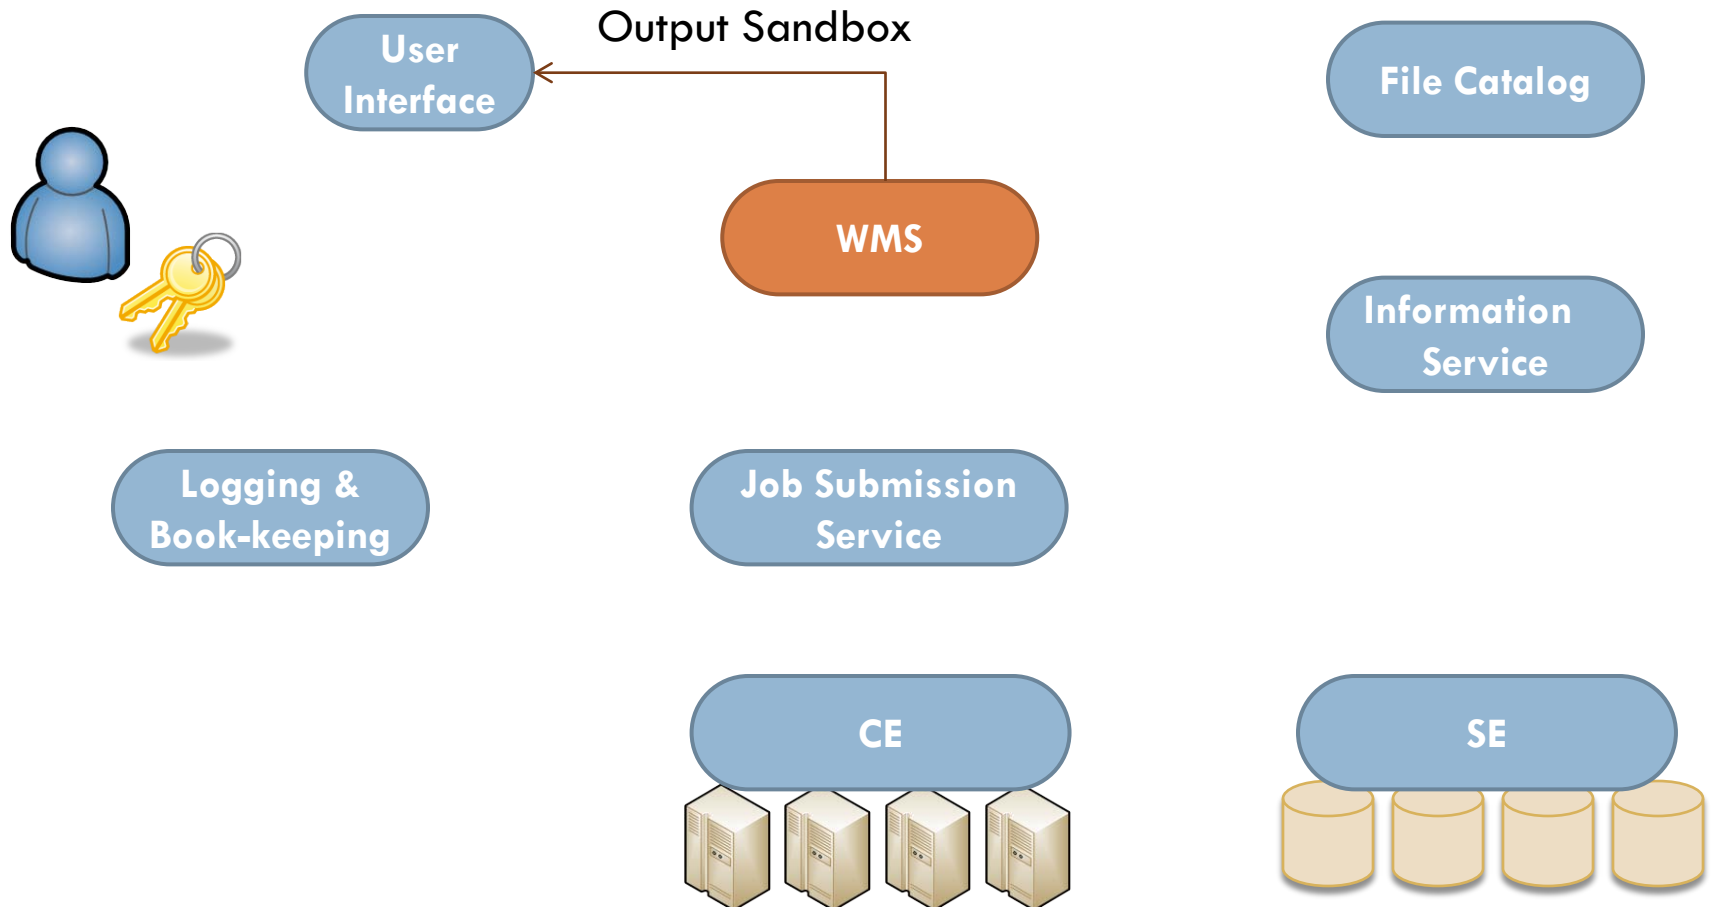 User
Interface
Output Sandbox
File Catalog
WMS
Information
Service
Logging &
Book-keeping
Job Submission
Service
CE
SE